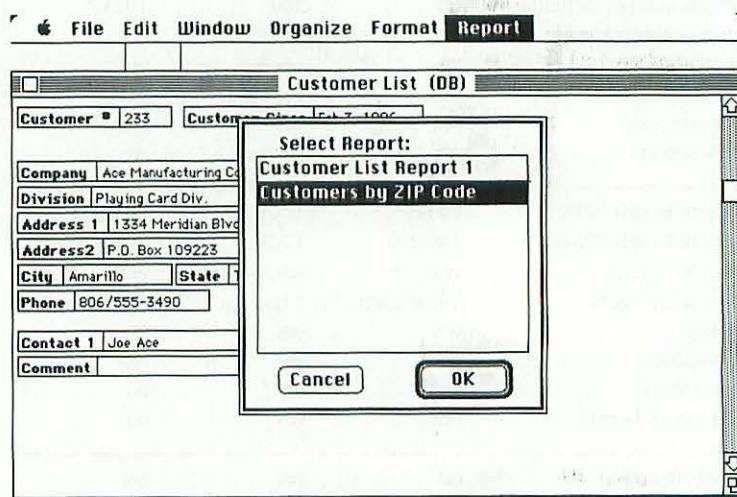 File Edit Window Organize Format Report
Customer List (DB)
Customer # 233
Company Ace Manufacturing Co
Division Playing Card Div.
Address 1 1334 Meridian Blvd
Address2 P.O. Box 109223
City Amarillo State T
Phone 806/555-3490
Contact 1 Joe Ace
Comment
Select Report:
Customer List Report 1
Customers by ZIP Code
Cancel OK